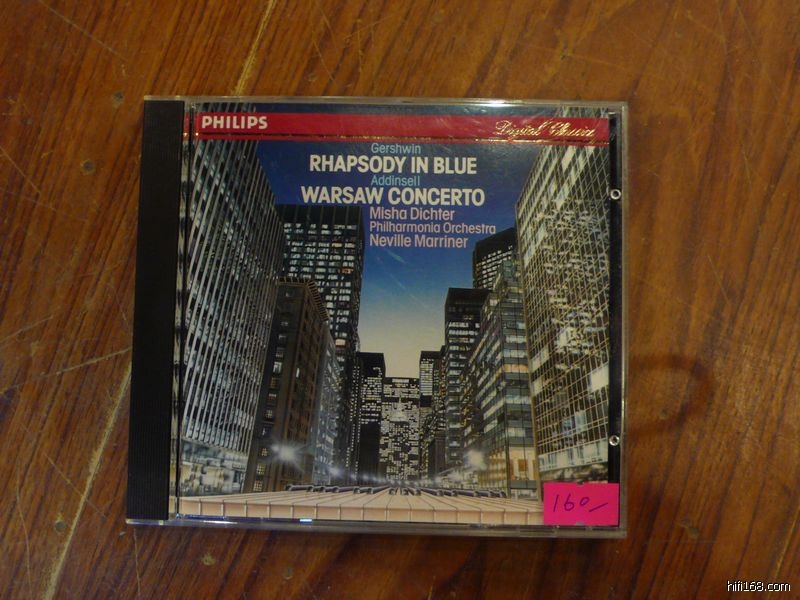 PHILIPS
Digital Classics
Gershwin
RHAPSODY IN BLUE
Addinsell
WARSAW CONCERTO
Misha Dichter
Philharmonia Orchestra
Neville Marriner
160/-
hifi168.com